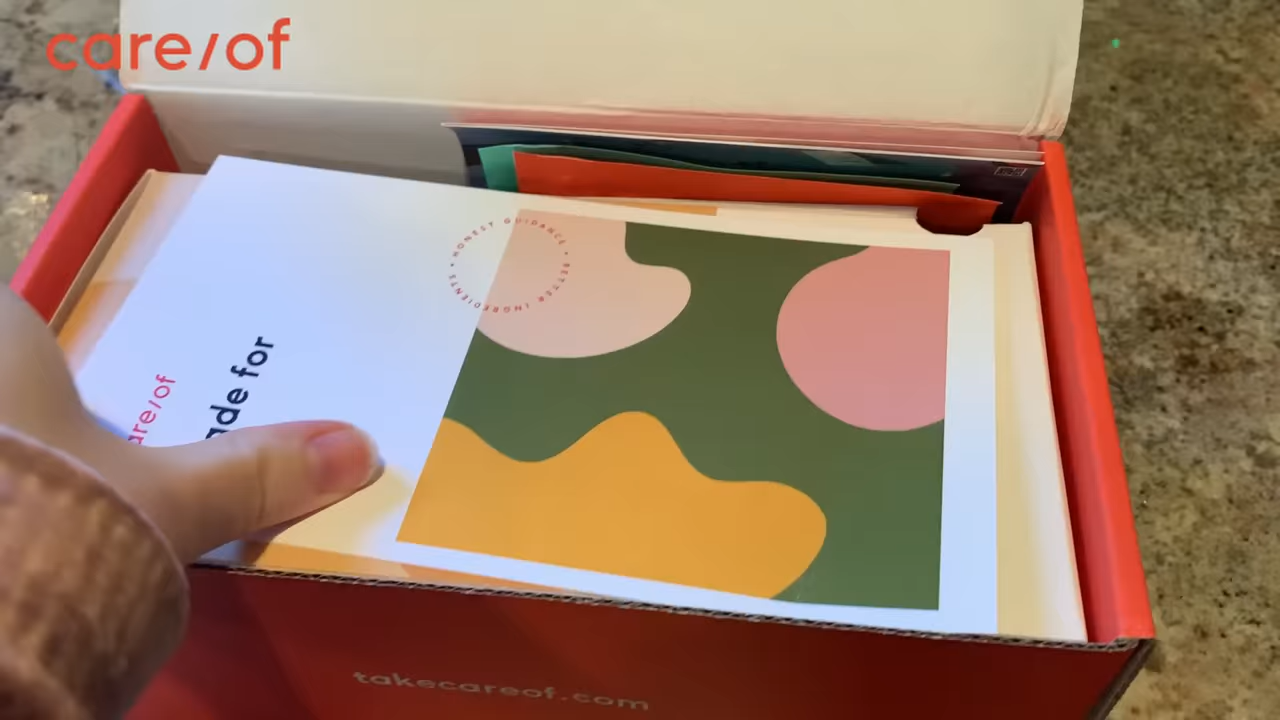 care/of
HONEST GUIDANCE • BETTER INGREDIENTS •
are/of
ade for
takecareof.com